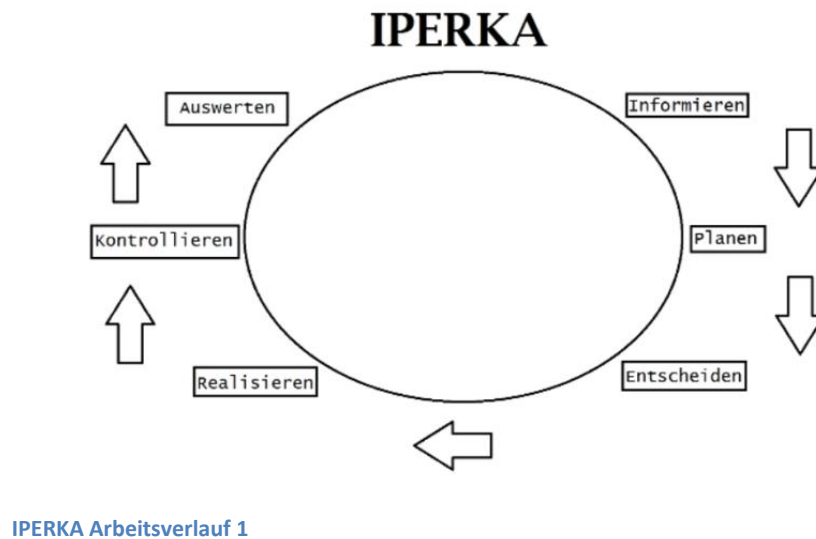 IPERKA
Auswerten
Informieren
Kontrollieren
Planen
Realisieren
Entscheiden
IPERKA Arbeitsverlauf 1